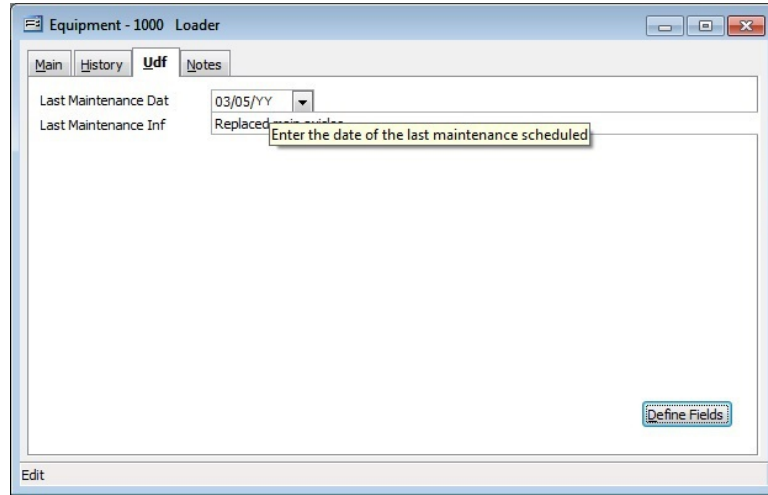 Equipment - 1000 Loader
Main History Udf Notes
Last Maintenance Dat 03/05/YY
Last Maintenance Inf Replaced main
Enter the date of the last maintenance scheduled
Define Fields
Edit